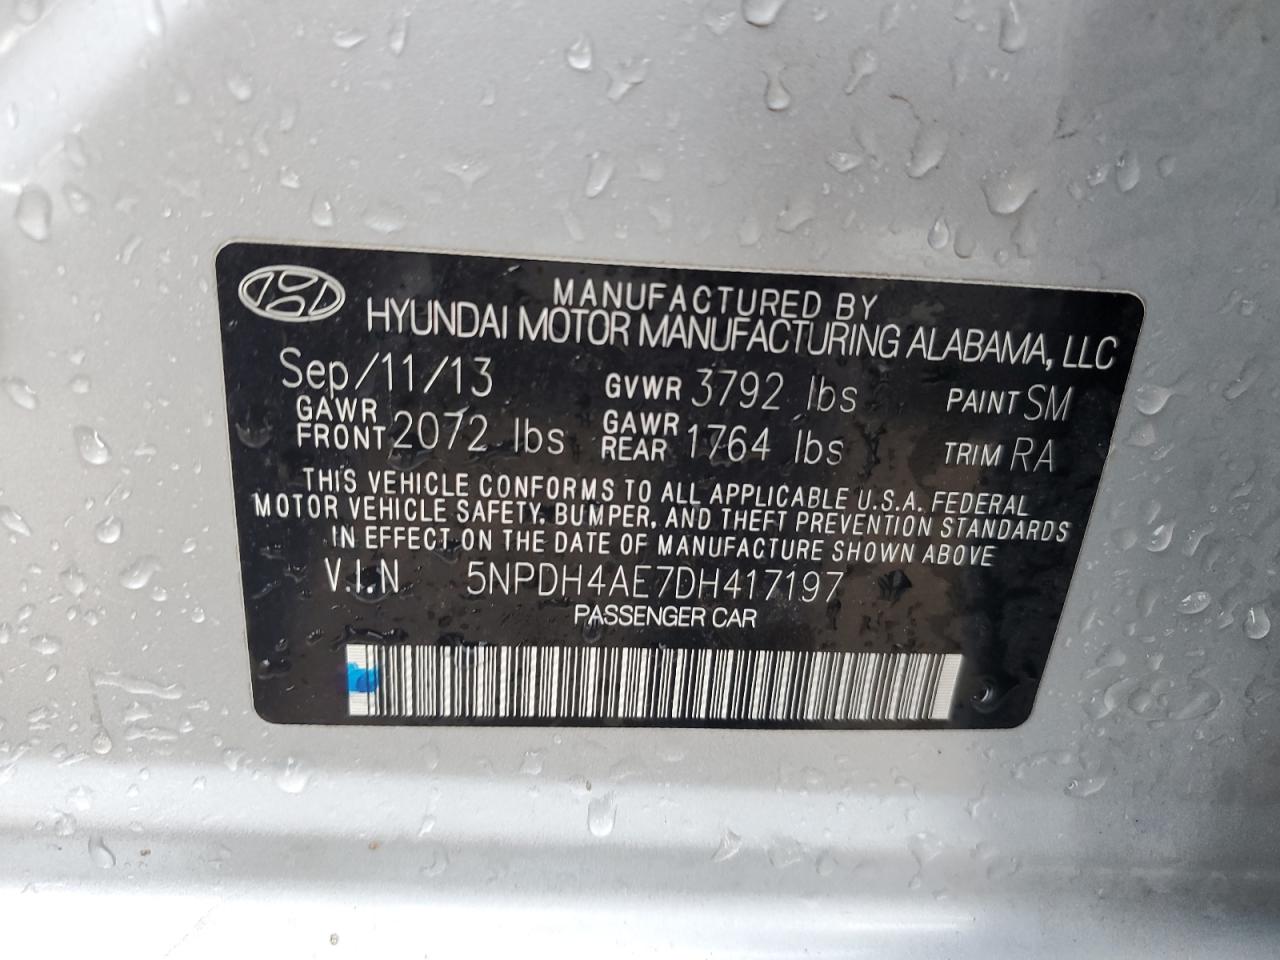 MANUFACTURED BY
HYUNDAI MOTOR MANUFACTURING ALABAMA, LLC
Sep/11/13 GVWR 3792 lbs PAINT SM
GAWR FRONT 2072 lbs GAWR REAR 1764 lbs TRIM RA
THIS VEHICLE CONFORMS TO ALL APPLICABLE U.S.A. FEDERAL
MOTOR VEHICLE SAFETY, BUMPER, AND THEFT PREVENTION STANDARDS
IN EFFECT ON THE DATE OF MANUFACTURE SHOWN ABOVE
V.I.N 5NPDH4AE7DH417197
PASSENGER CAR